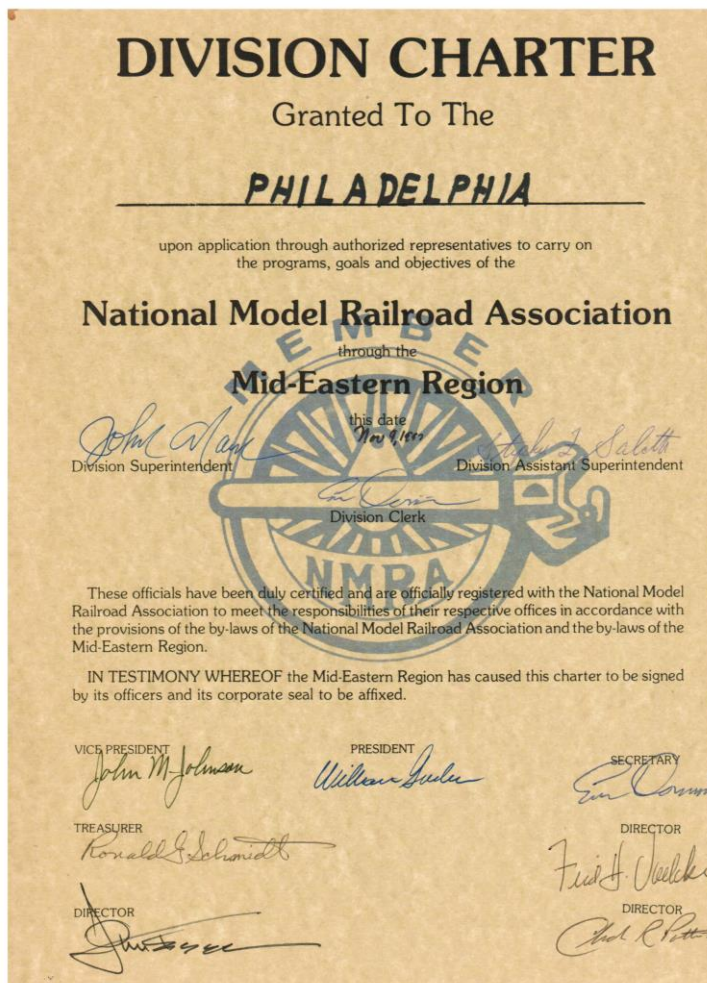 DIVISION CHARTER
Granted To The
PHILADELPHIA
upon application through authorized representatives to carry on
the programs, goals and objectives of the
National Model Railroad Association
MEMBER
through the
Mid-Eastern Region
this date
Nov 9,
John
Division Superintendent
Division Assistant Superintendent
Division Clerk
NMRA
These officials have been duly certified and are officially registered with the National Model
Railroad Association to meet the responsibilities of their respective offices in accordance with
the provisions of the by-laws of the National Model Railroad Association and the by-laws of the
Mid-Eastern Region.
IN TESTIMONY WHEREOF the Mid-Eastern Region has caused this charter to be signed
by its officers and its corporate seal to be affixed.
VICE PRESIDENT
John M. Johnson
PRESIDENT
William
SECRETARY
TREASURER
Ronald G Schmidt
DIRECTOR
Fred H.
DIRECTOR
DIRECTOR